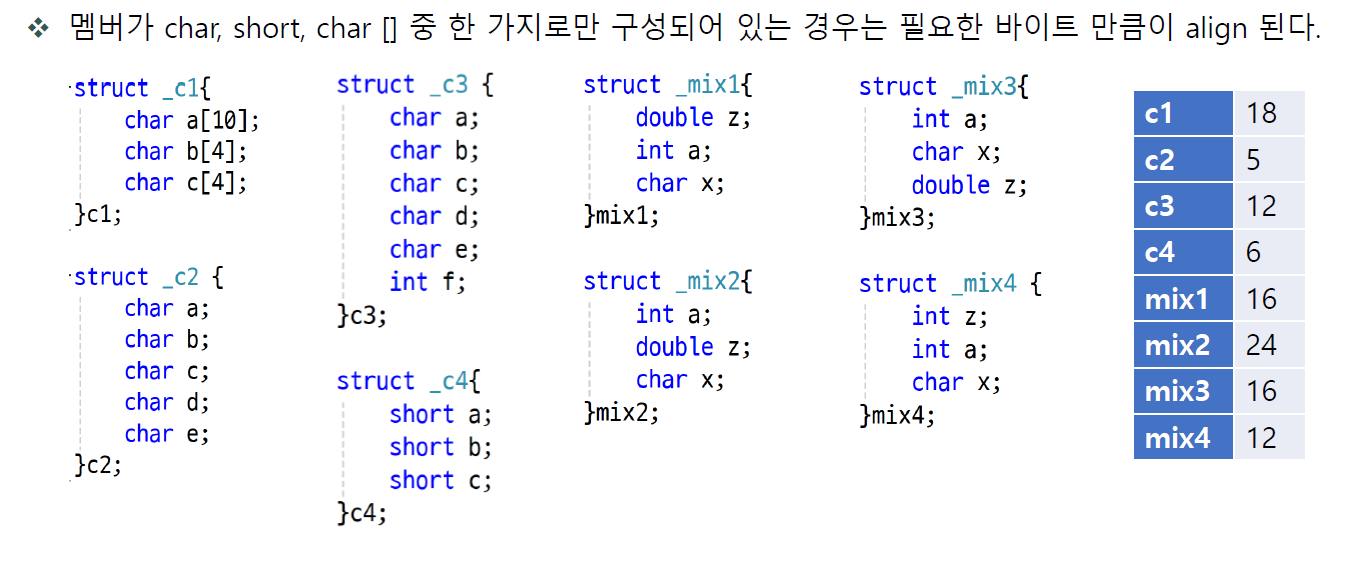 ❖ 멤버가 char, short, char [] 중 한 가지로만 구성되어 있는 경우는 필요한 바이트 만큼이 align 된다.
struct _c1{
char a[10];
char b[4];
char c[4];
}c1;
struct _c2 {
char a;
char b;
char c;
char d;
char e;
}c2;
struct _c3 {
char a;
char b;
char c;
char d;
char e;
int f;
}c3;
struct _c4{
short a;
short b;
short c;
}c4;
struct _mix1{
double z;
int a;
char x;
}mix1;
struct _mix2{
int a;
double z;
char x;
}mix2;
struct _mix3{
int a;
char x;
double z;
}mix3;
struct _mix4 {
int z;
int a;
char x;
}mix4;
c1 18
c2 5
c3 12
c4 6
mix1 16
mix2 24
mix3 16
mix4 12